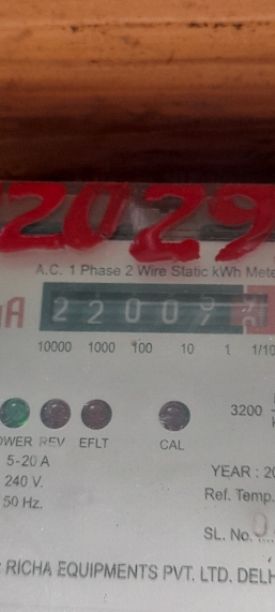 2029
A.C. 1 Phase 2 Wire Static kWh Mete
A 2 2 0 0
10000 1000 100 10 1 1/10
3200
OWER REV EFLT CAL
5-20 A
240 V.
50 Hz.
YEAR : 20
Ref. Temp.
SL. No. 0
RICHA EQUIPMENTS PVT. LTD. DELH